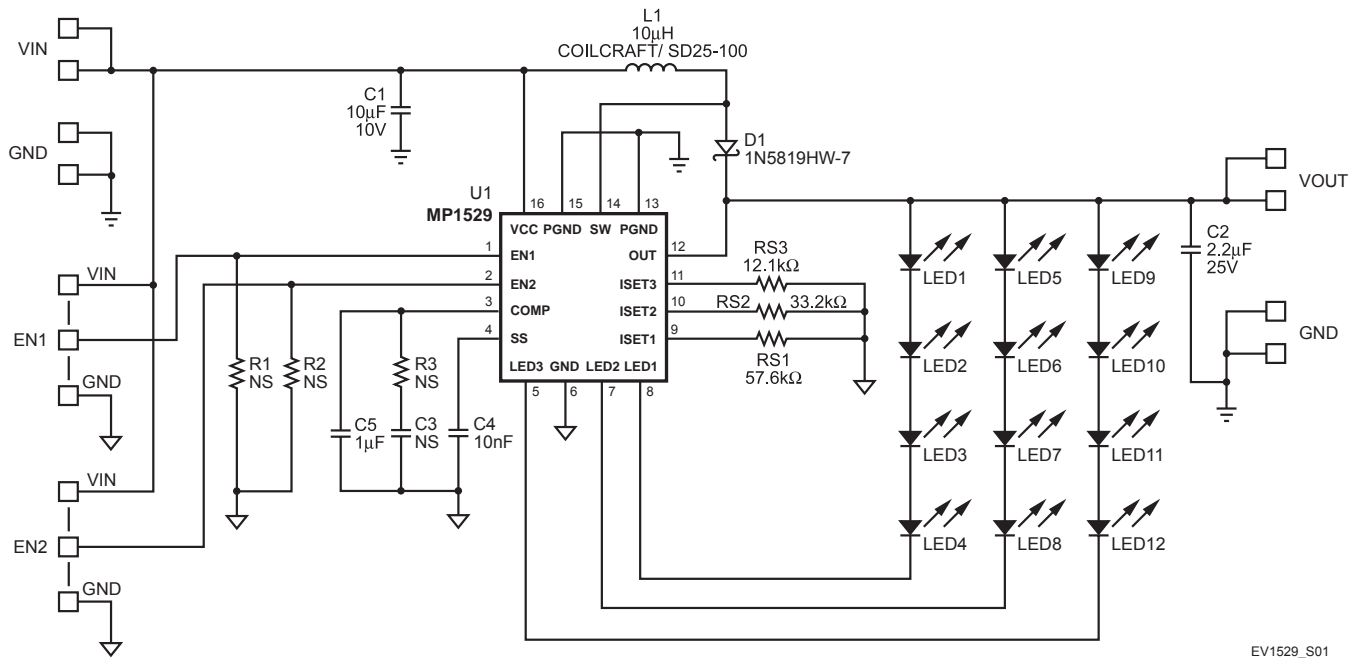 L1
10µH
COILCRAFT/ SD25-100
VIN
C1
10µF
10V
GND
D1
1N5819HW-7
U1
MP1529
16 15 14 13
VCC PGND SW PGND
VOUT
1 EN1
2 EN2
3 COMP
4 SS
OUT 12
ISET3 11
ISET2 10
ISET1 9
LED3 GND LED2 LED1
5 6 7 8
RS3
12.1kΩ
RS2 33.2kΩ
RS1
57.6kΩ
C2
2.2µF
25V
GND
VIN
EN1
GND
VIN
EN2
GND
R1
NS
R2
NS
R3
NS
C5
1µF
C3
NS
C4
10nF
LED1 LED5 LED9
LED2 LED6 LED10
LED3 LED7 LED11
LED4 LED8 LED12
EV1529_S01